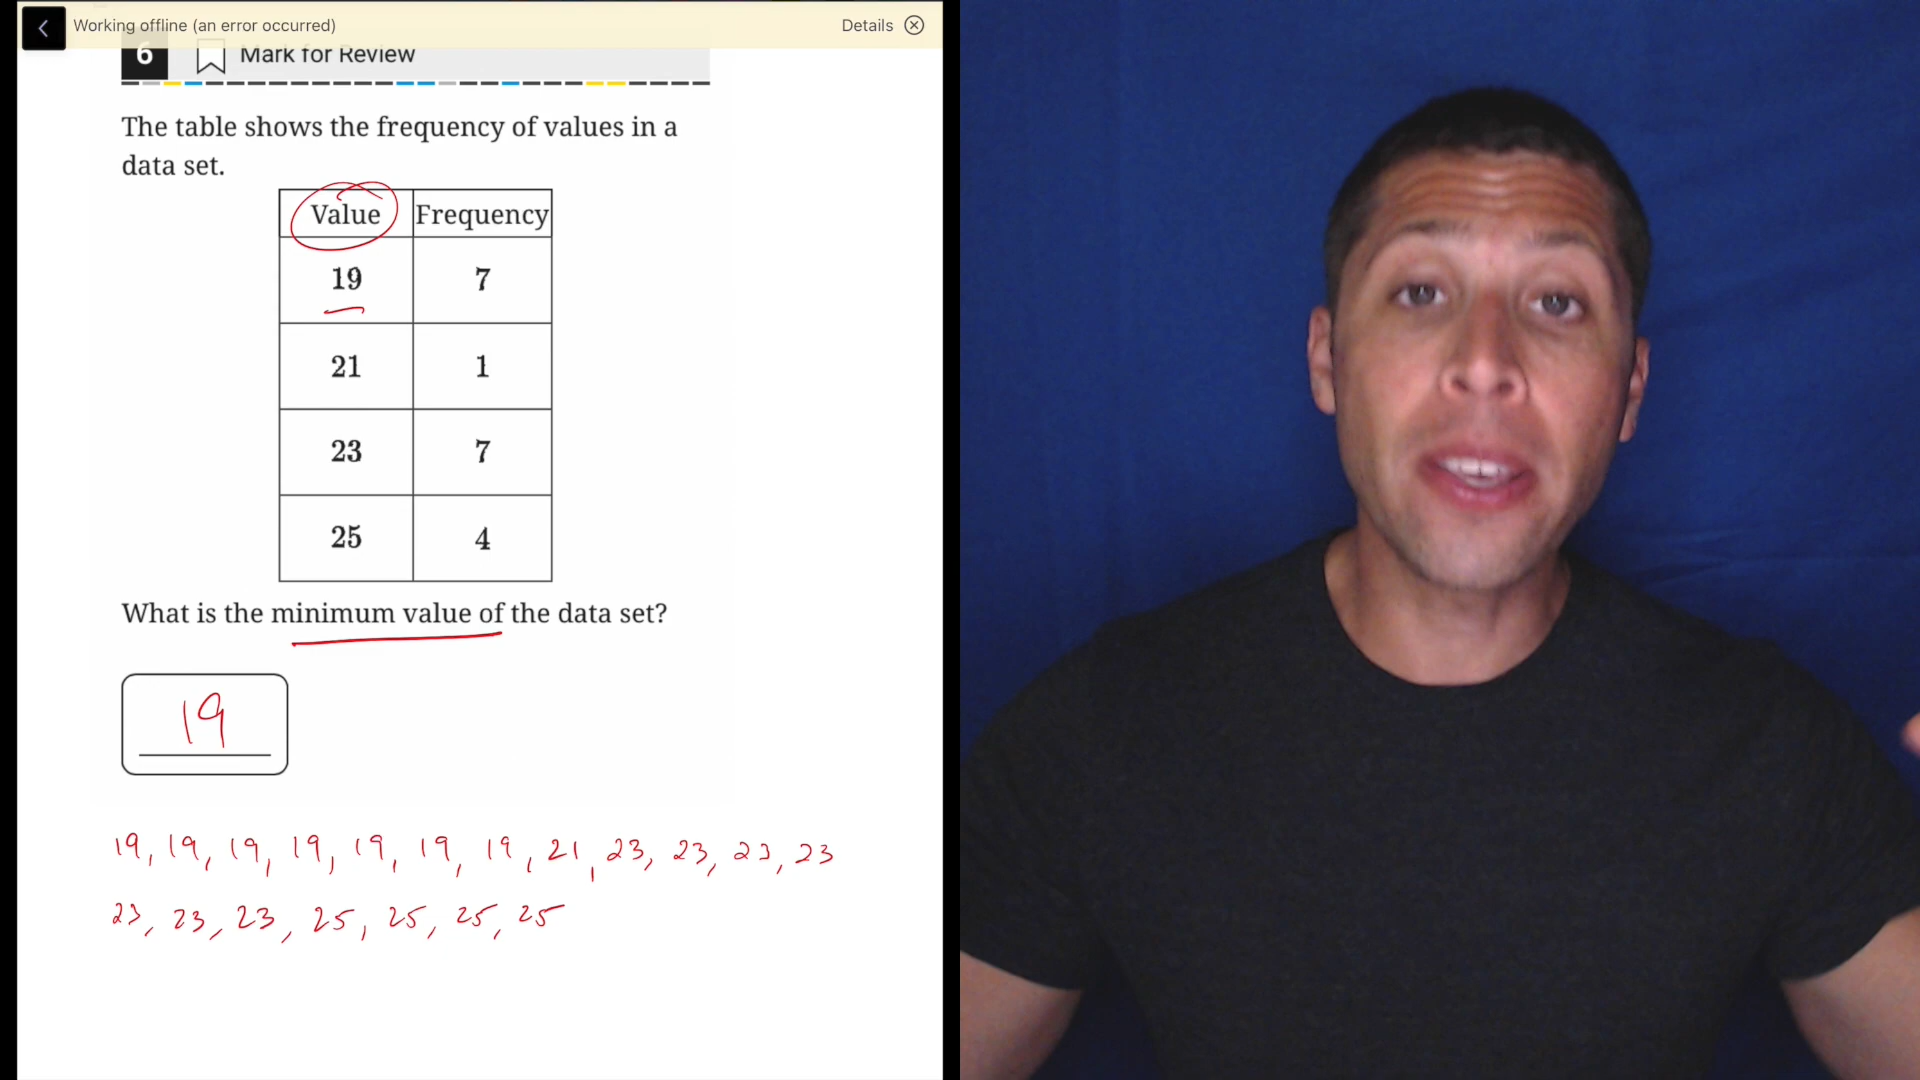 Working offline (an error occurred) Details
6 Mark for Review
The table shows the frequency of values in a
data set.
Value Frequency
19 7
21 1
23 7
25 4
What is the minimum value of the data set?
19
19, 19, 19, 19, 19, 19, 19, 21, 23, 23, 23, 23
23, 23, 23, 25, 25, 25, 25